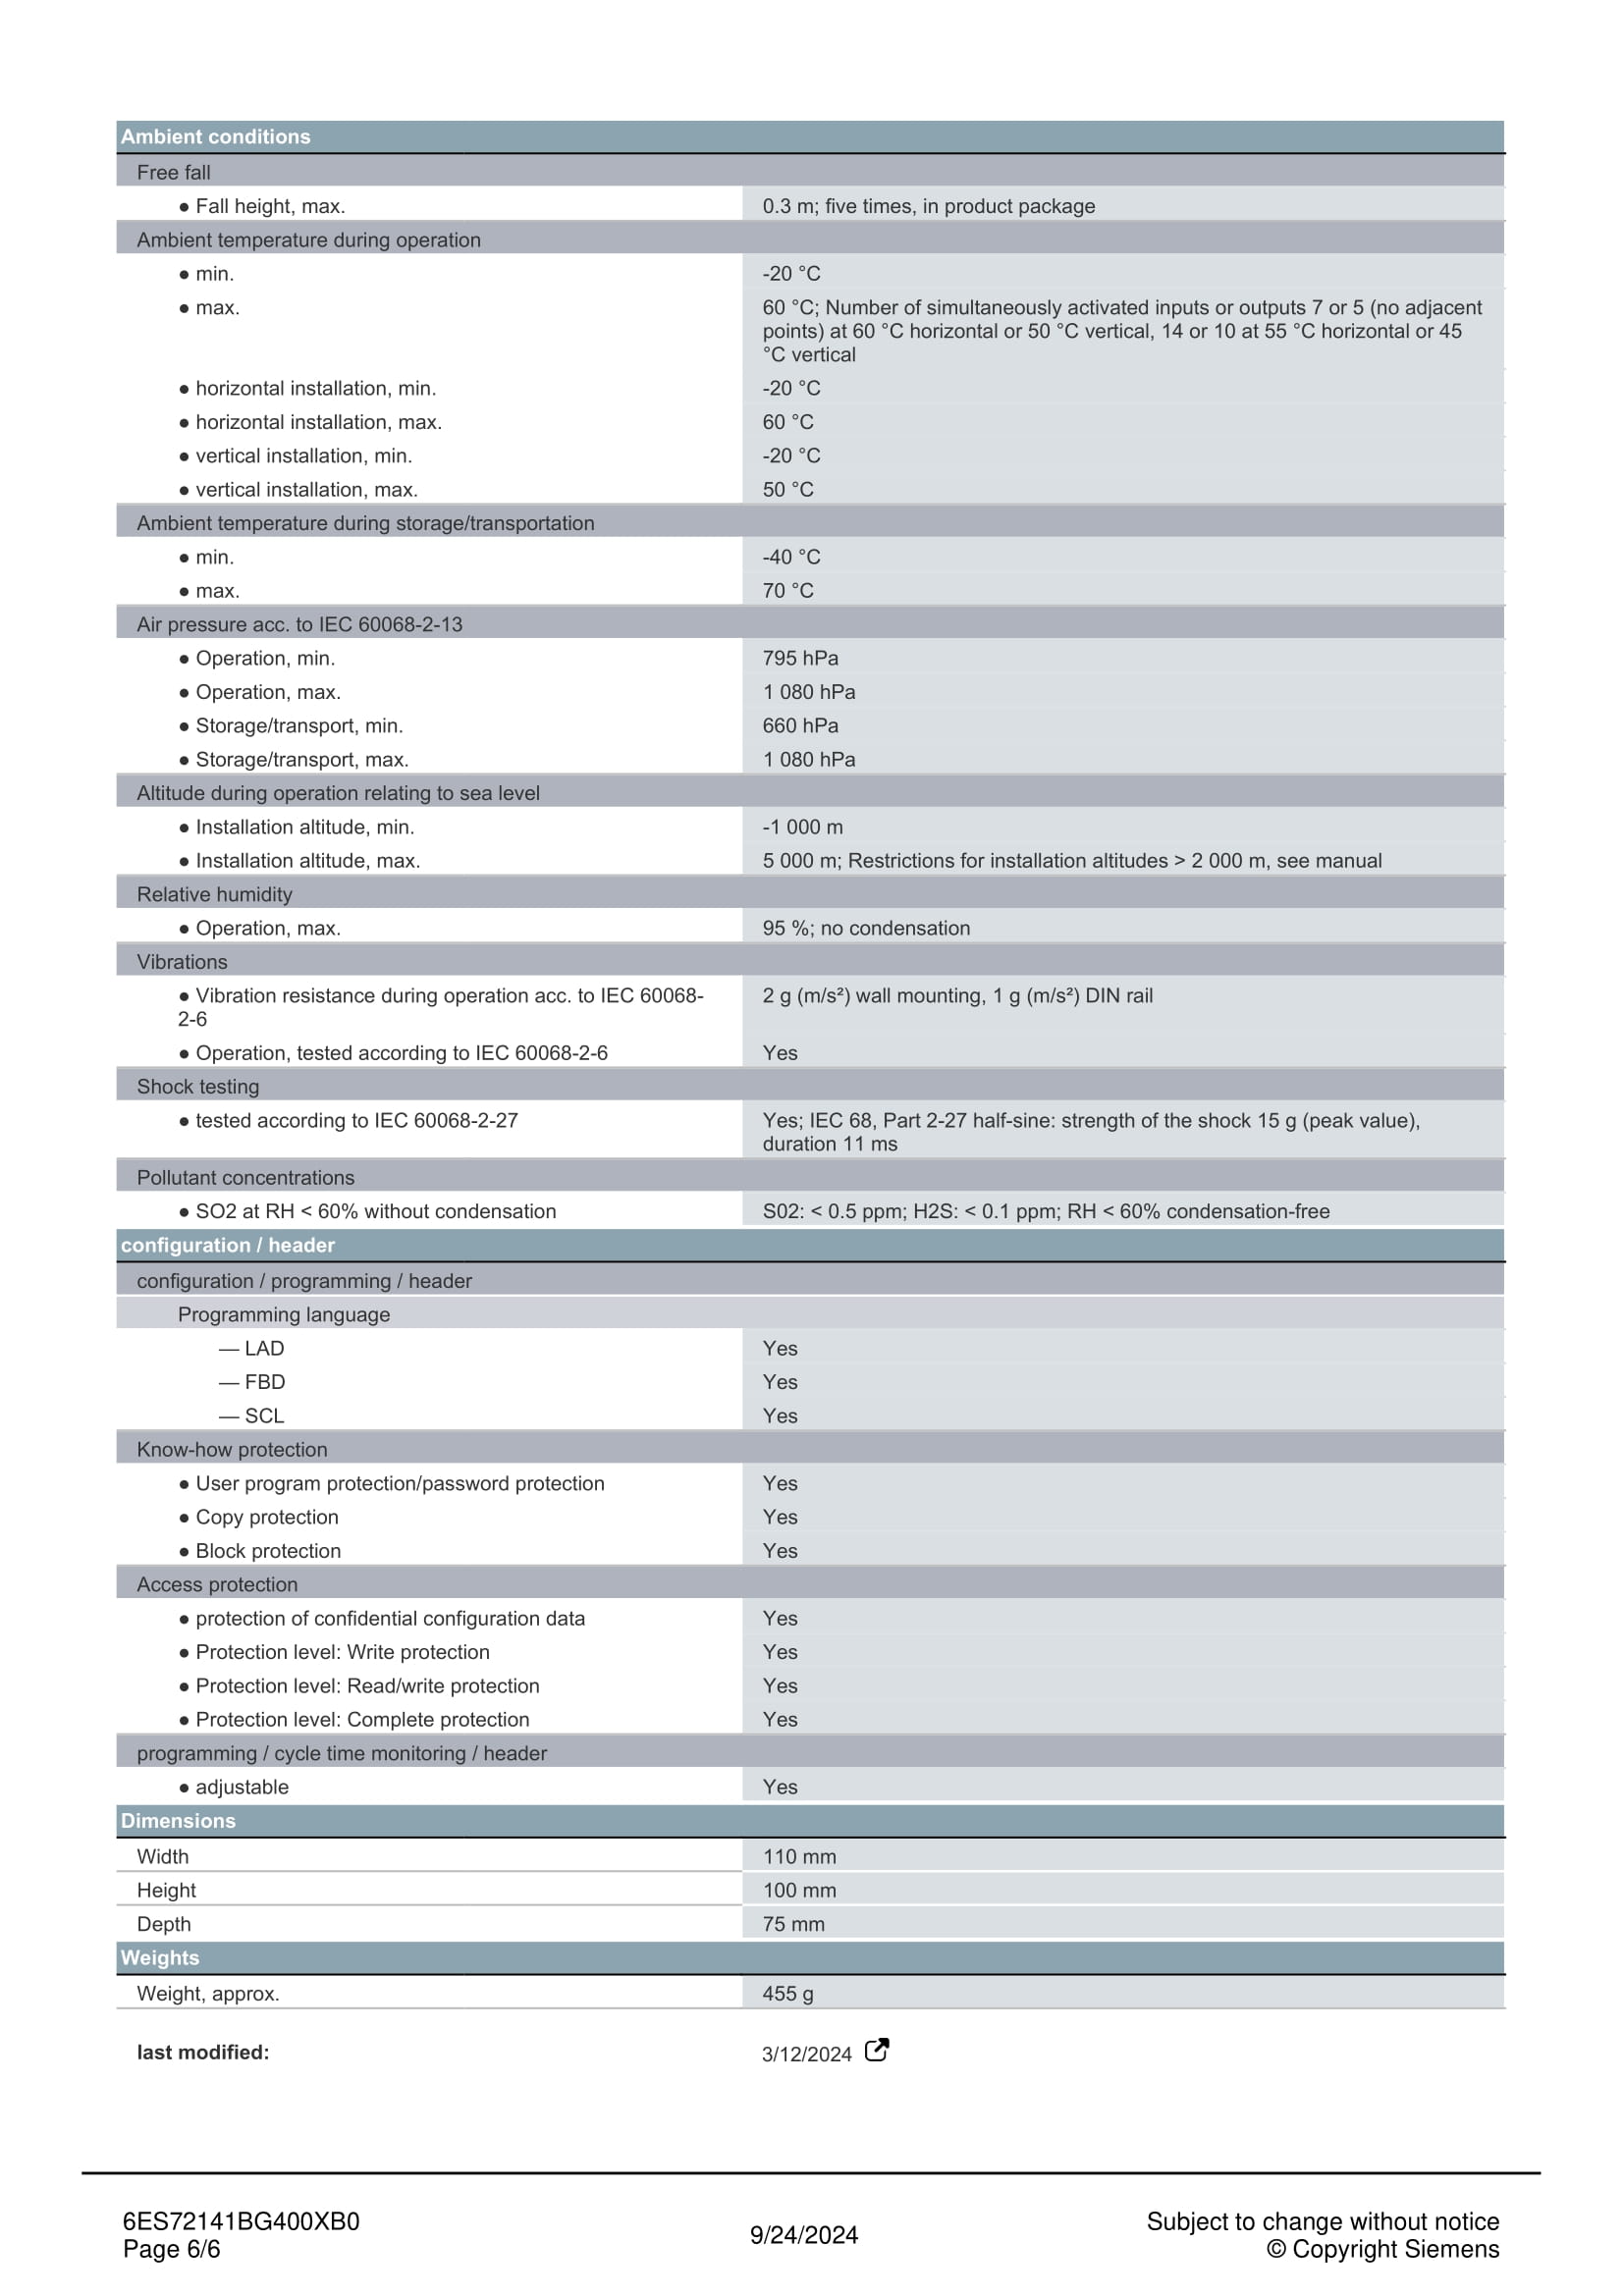 Ambient conditions
Free fall
● Fall height, max. 0.3 m; five times, in product package
Ambient temperature during operation
● min. -20 °C
● max. 60 °C; Number of simultaneously activated inputs or outputs 7 or 5 (no adjacent
points) at 60 °C horizontal or 50 °C vertical, 14 or 10 at 55 °C horizontal or 45
°C vertical
● horizontal installation, min. -20 °C
● horizontal installation, max. 60 °C
● vertical installation, min. -20 °C
● vertical installation, max. 50 °C
Ambient temperature during storage/transportation
● min. -40 °C
● max. 70 °C
Air pressure acc. to IEC 60068-2-13
● Operation, min. 795 hPa
● Operation, max. 1 080 hPa
● Storage/transport, min. 660 hPa
● Storage/transport, max. 1 080 hPa
Altitude during operation relating to sea level
● Installation altitude, min. -1 000 m
● Installation altitude, max. 5 000 m; Restrictions for installation altitudes > 2 000 m, see manual
Relative humidity
● Operation, max. 95 %; no condensation
Vibrations
● Vibration resistance during operation acc. to IEC 60068- 2 g (m/s²) wall mounting, 1 g (m/s²) DIN rail
2-6
● Operation, tested according to IEC 60068-2-6 Yes
Shock testing
● tested according to IEC 60068-2-27 Yes; IEC 68, Part 2-27 half-sine: strength of the shock 15 g (peak value),
duration 11 ms
Pollutant concentrations
● SO2 at RH < 60% without condensation S02: < 0.5 ppm; H2S: < 0.1 ppm; RH < 60% condensation-free
configuration / header
configuration / programming / header
Programming language
— LAD Yes
— FBD Yes
— SCL Yes
Know-how protection
● User program protection/password protection Yes
● Copy protection Yes
● Block protection Yes
Access protection
● protection of confidential configuration data Yes
● Protection level: Write protection Yes
● Protection level: Read/write protection Yes
● Protection level: Complete protection Yes
programming / cycle time monitoring / header
● adjustable Yes
Dimensions
Width 110 mm
Height 100 mm
Depth 75 mm
Weights
Weight, approx. 455 g
last modified: 3/12/2024
6ES72141BG400XB0
Page 6/6
9/24/2024
Subject to change without notice
© Copyright Siemens